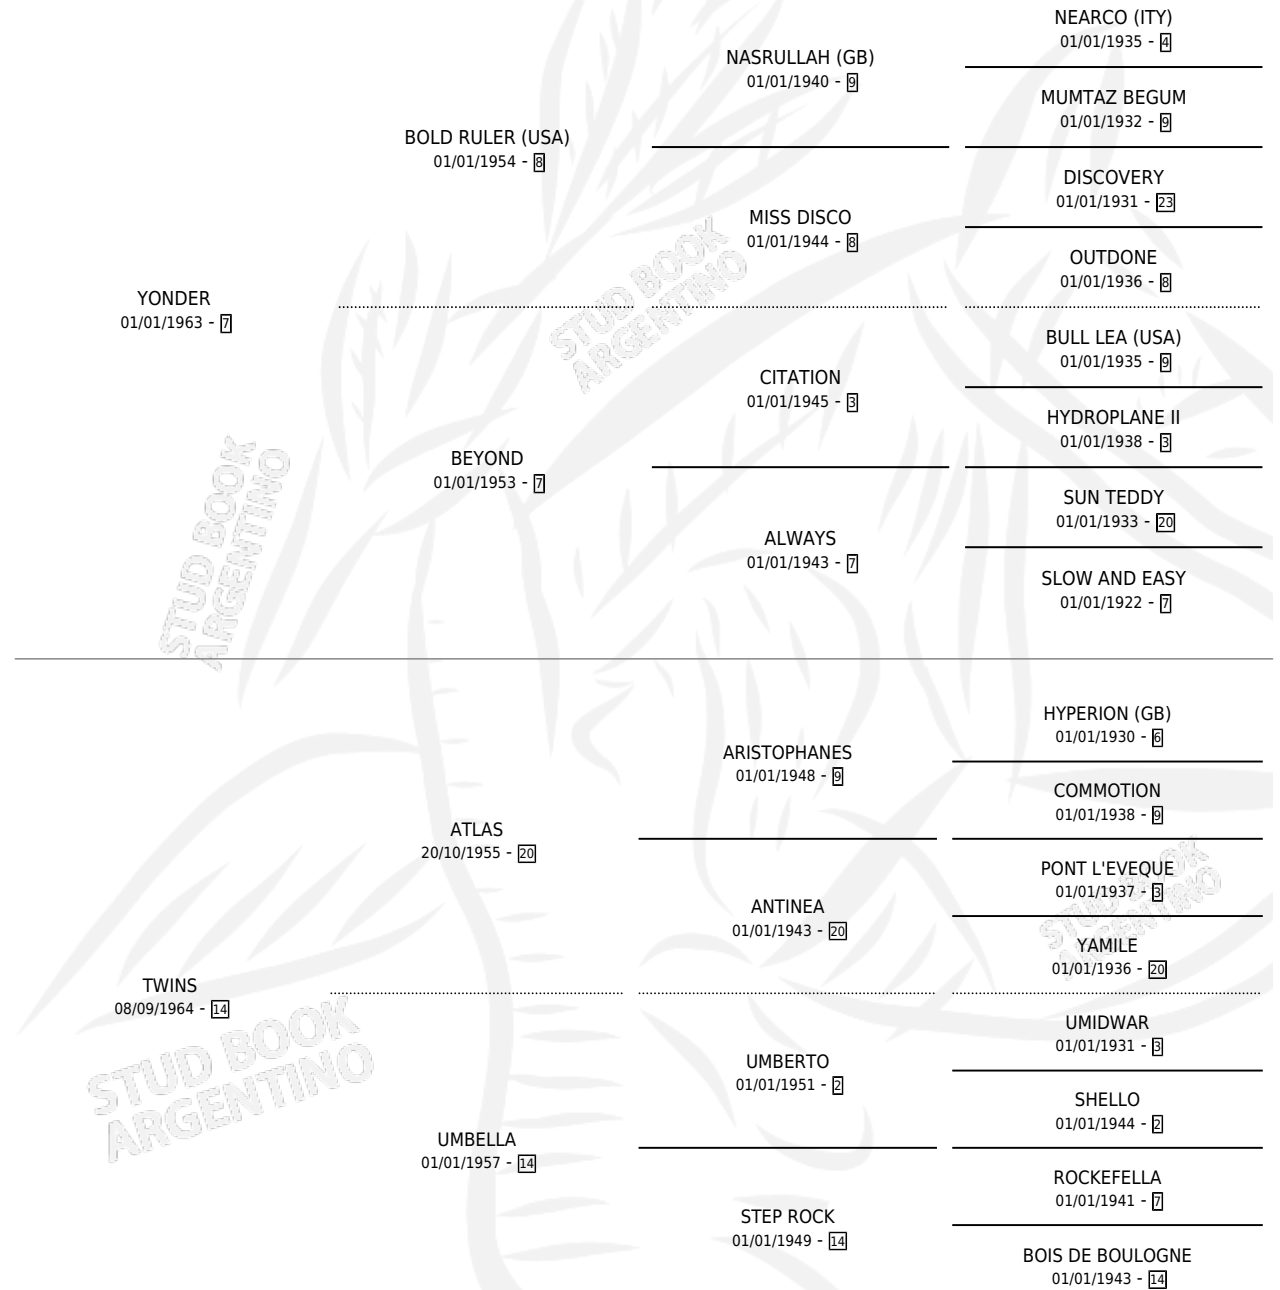 NEARCO (ITY)
01/01/1935 - 4
NASRULLAH (GB)
01/01/1940 - 9
MUMTAZ BEGUM
01/01/1932 - 9
BOLD RULER (USA)
01/01/1954 - 8
DISCOVERY
01/01/1931 - 23
MISS DISCO
01/01/1944 - 8
OUTDONE
01/01/1936 - 8
YONDER
01/01/1963 - 7
BULL LEA (USA)
01/01/1935 - 9
CITATION
01/01/1945 - 3
HYDROPLANE II
01/01/1938 - 3
BEYOND
01/01/1953 - 7
SUN TEDDY
01/01/1933 - 20
ALWAYS
01/01/1943 - 7
SLOW AND EASY
01/01/1922 - 7
STUD BOOK
ARGENTINO
STUD BOOK
ARGENTINO
HYPERION (GB)
01/01/1930 - 6
ARISTOPHANES
01/01/1948 - 9
COMMOTION
01/01/1938 - 9
ATLAS
20/10/1955 - 20
PONT L'EVEQUE
01/01/1937 - 3
ANTINEA
01/01/1943 - 20
YAMILE
01/01/1936 - 20
STUD BOOK
ARGENTINO
TWINS
08/09/1964 - 14
UMIDWAR
01/01/1931 - 3
UMBERTO
01/01/1951 - 2
SHELLO
01/01/1944 - 2
STUD BOOK
ARGENTINO
UMBELLA
01/01/1957 - 14
ROCKEFELLA
01/01/1941 - 7
STEP ROCK
01/01/1949 - 14
BOIS DE BOULOGNE
01/01/1943 - 14